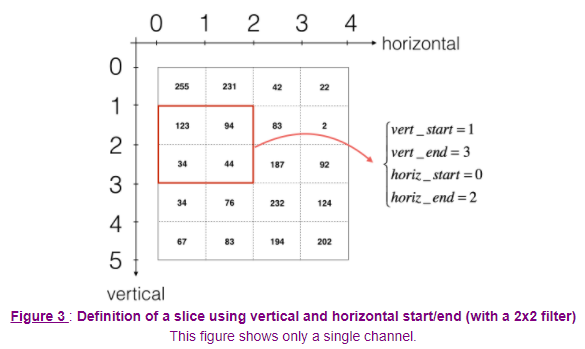 0 1 2 3 4
horizontal
0
255 231 42 22
1
123 94 83 2
2
34 44 187 92
3
34 76 232 124
4
67 83 194 202
5
vertical
vert_start = 1
vert_end = 3
horiz_start = 0
horiz_end = 2
Figure 3 : Definition of a slice using vertical and horizontal start/end (with a 2x2 filter)
This figure shows only a single channel.